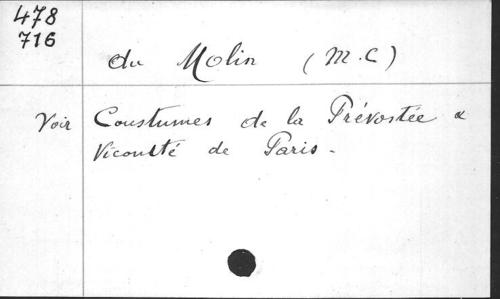 478
716
du Molin (M.C)
Voir Coustumes de la Prévostée &
Vicomté de Paris.